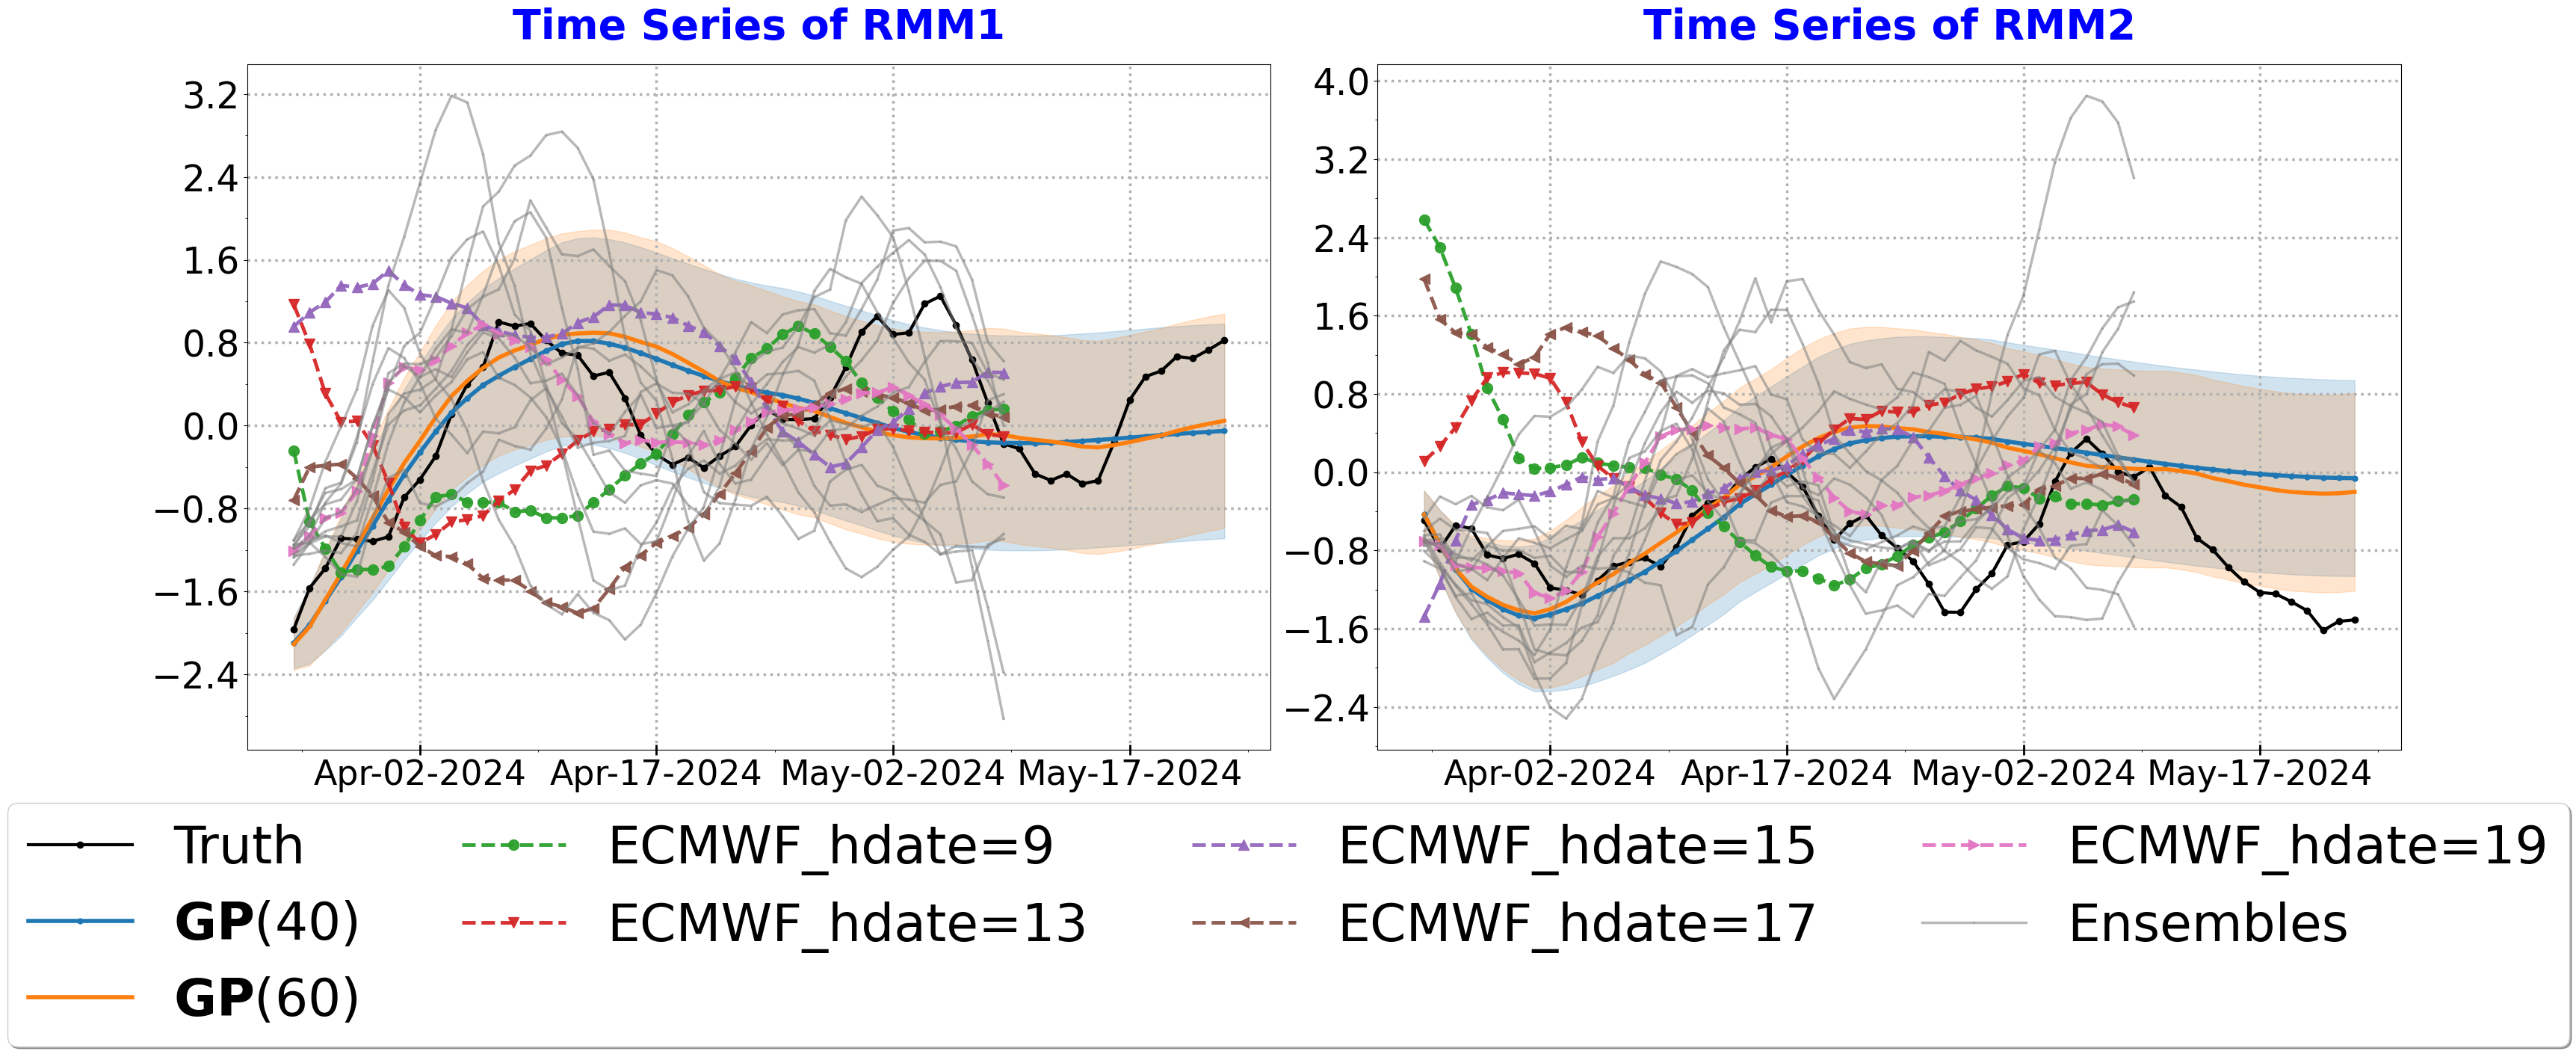 Time Series of RMM1
3.2
2.4
1.6
0.8
0.0
−0.8
−1.6
−2.4
Apr-02-2024 Apr-17-2024 May-02-2024 May-17-2024
Time Series of RMM2
4.0
3.2
2.4
1.6
0.8
0.0
−0.8
−1.6
−2.4
Apr-02-2024 Apr-17-2024 May-02-2024 May-17-2024
Truth
GP(40)
GP(60)
ECMWF_hdate=9
ECMWF_hdate=13
ECMWF_hdate=15
ECMWF_hdate=17
ECMWF_hdate=19
Ensembles